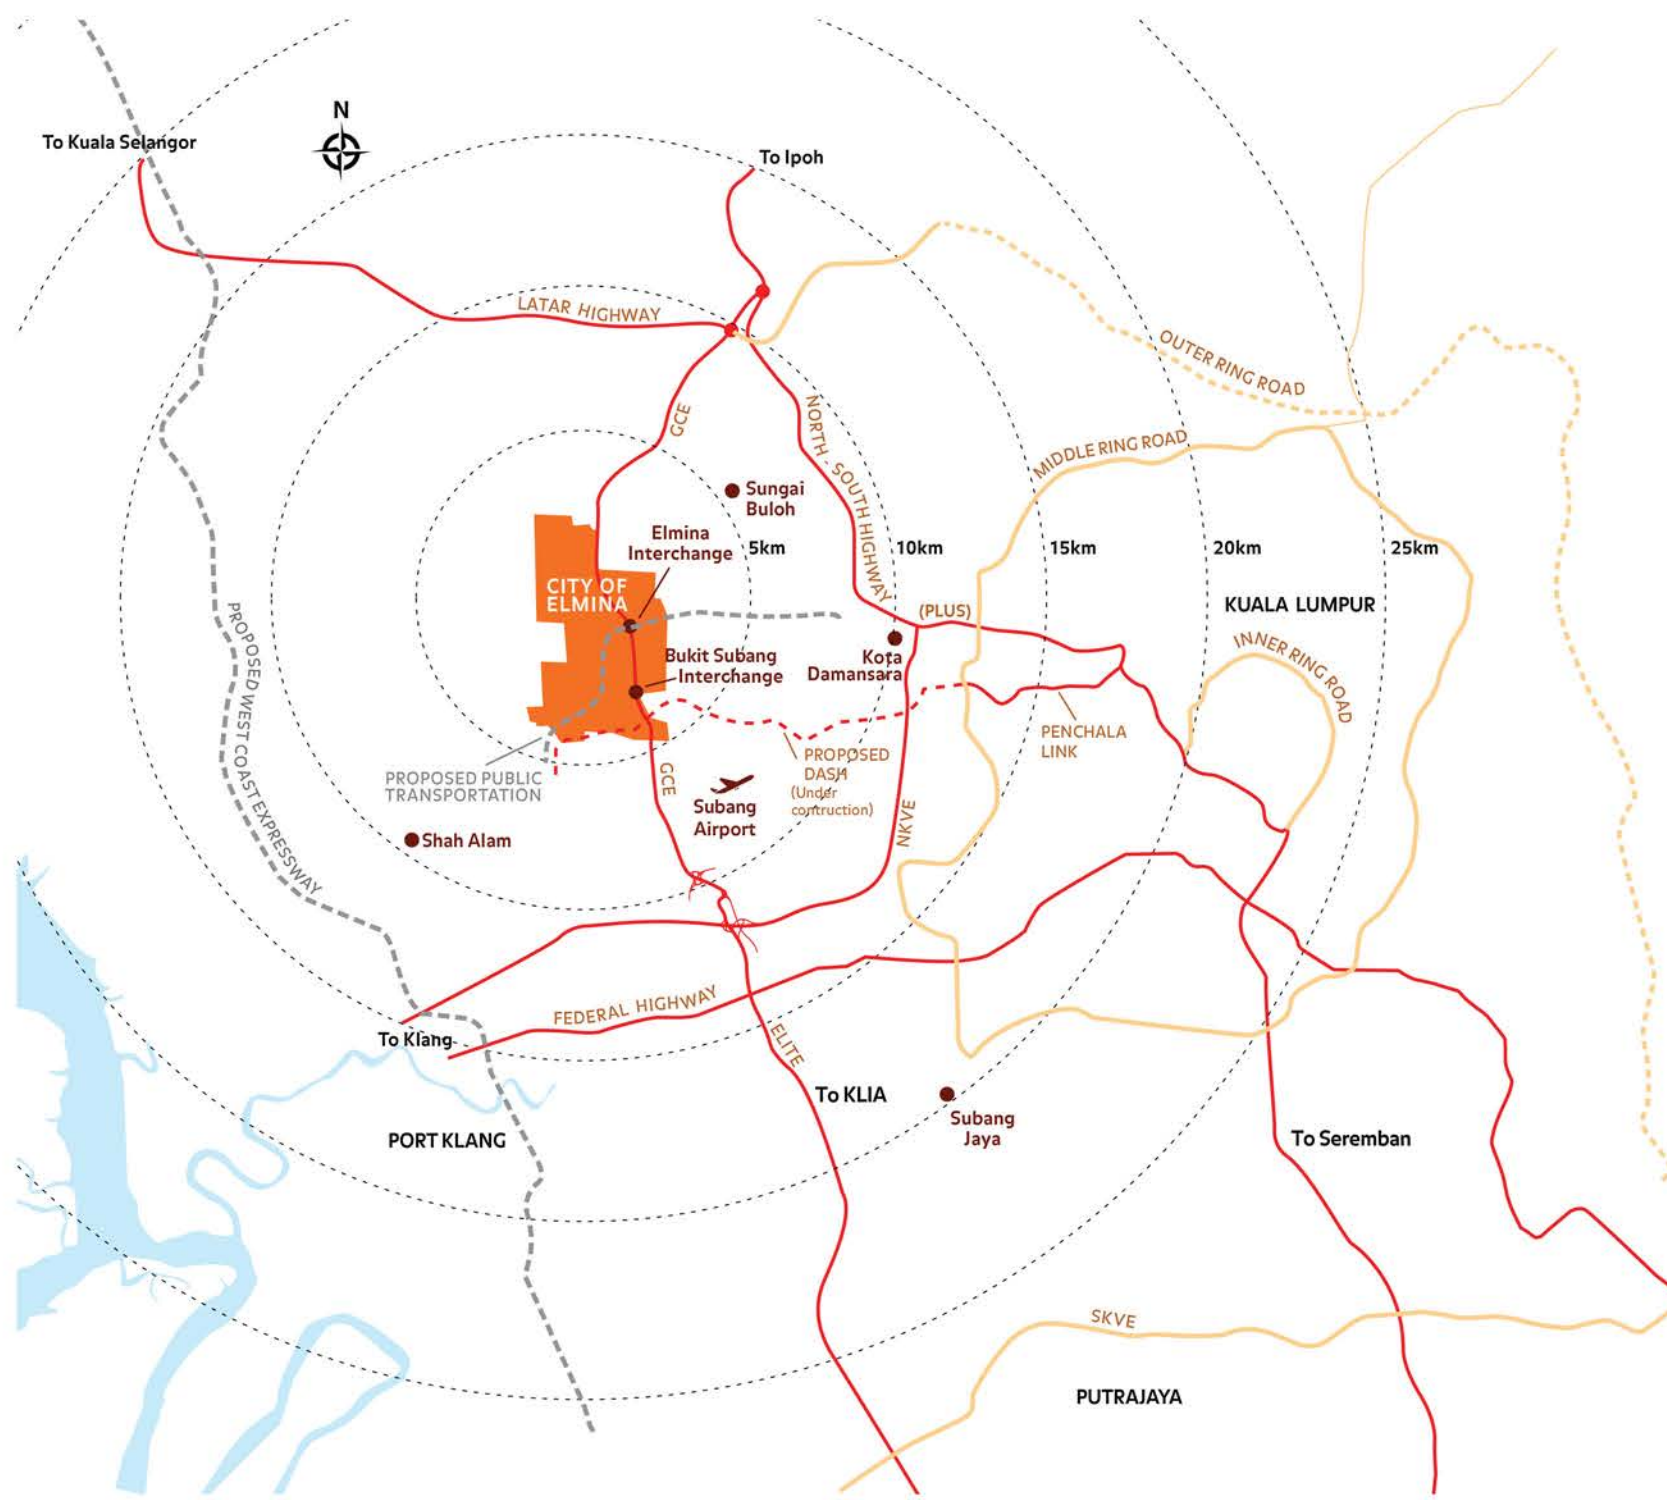 N
To Kuala Selangor
To Ipoh
LATAR HIGHWAY
OUTER RING ROAD
GCE
NORTH - SOUTH HIGHWAY
MIDDLE RING ROAD
Sungai
Buloh
Elmina
Interchange
5km
10km
15km
20km
25km
CITY OF
ELMINA
(PLUS)
KUALA LUMPUR
INNER RING ROAD
PROPOSED WEST COAST EXPRESSWAY
Bukit Subang
Interchange
Kota
Damansara
PENCHALA
LINK
PROPOSED
DASH
(Under
contruction)
PROPOSED PUBLIC
TRANSPORTATION
GCE
Subang
Airport
NKVE
Shah Alam
FEDERAL HIGHWAY
To Klang
ELITE
To KLIA
Subang
Jaya
PORT KLANG
To Seremban
SKVE
PUTRAJAYA